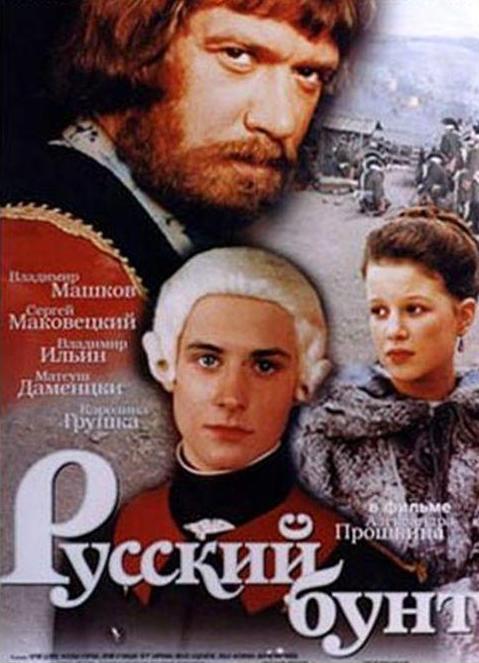 Владимир
Машков
Сергей
Маковецкий
Владимир
Ильин
Матеуш
Даменцки
Каролина
Грушка
в фильме
Александра
Прошкина
Русский
бунт